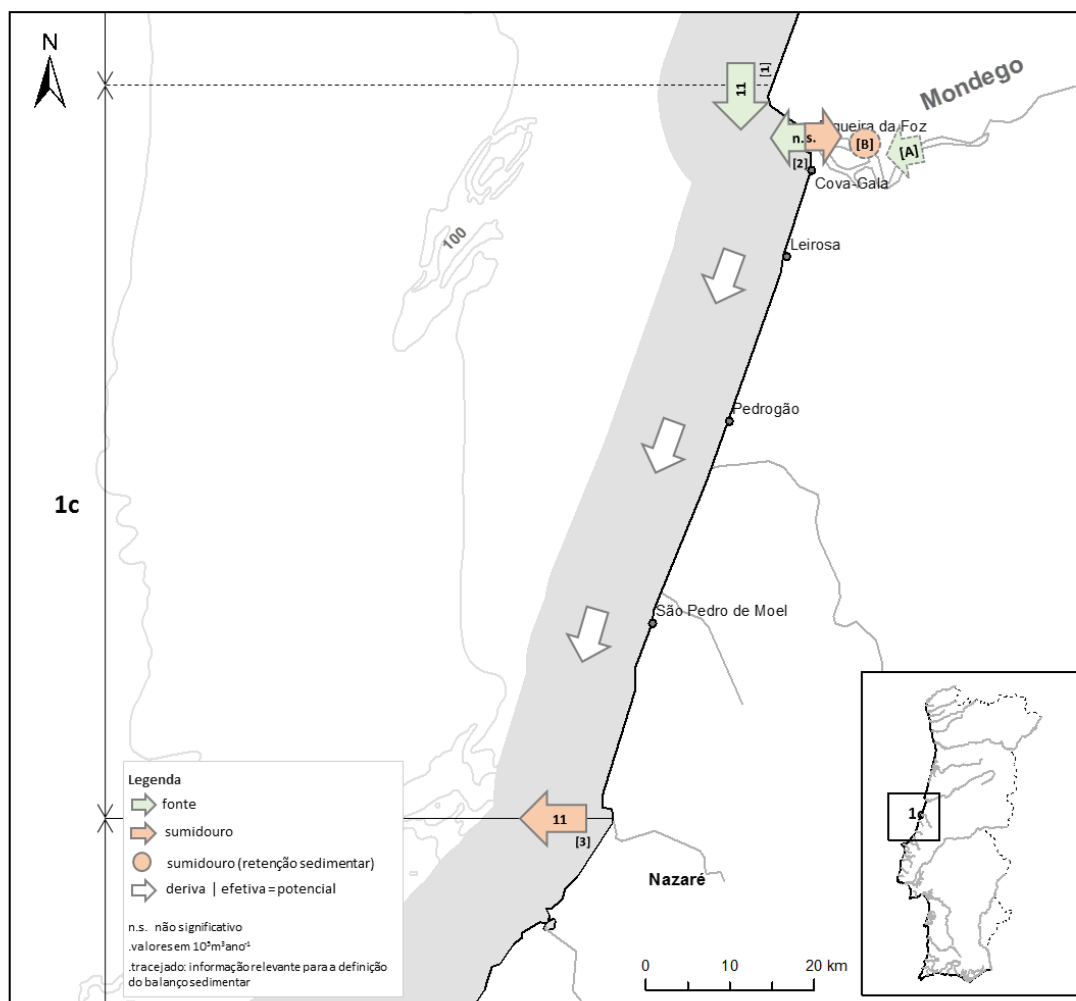 N
11
[1]
Mondego
gueira da Foz
n.s.
[2]
[B]
[A]
Cova-Gala
Leirosa
100
Pedrogão
1c
São Pedro de Moel
11
[3]
Nazaré
Legenda
fonte
sumidouro
sumidouro (retenção sedimentar)
deriva | efetiva = potencial
n.s. não significativo
.valores em 10⁵m³ano⁻¹
.tracejado: informação relevante para a definição
do balanço sedimentar
0 10 20 km
1